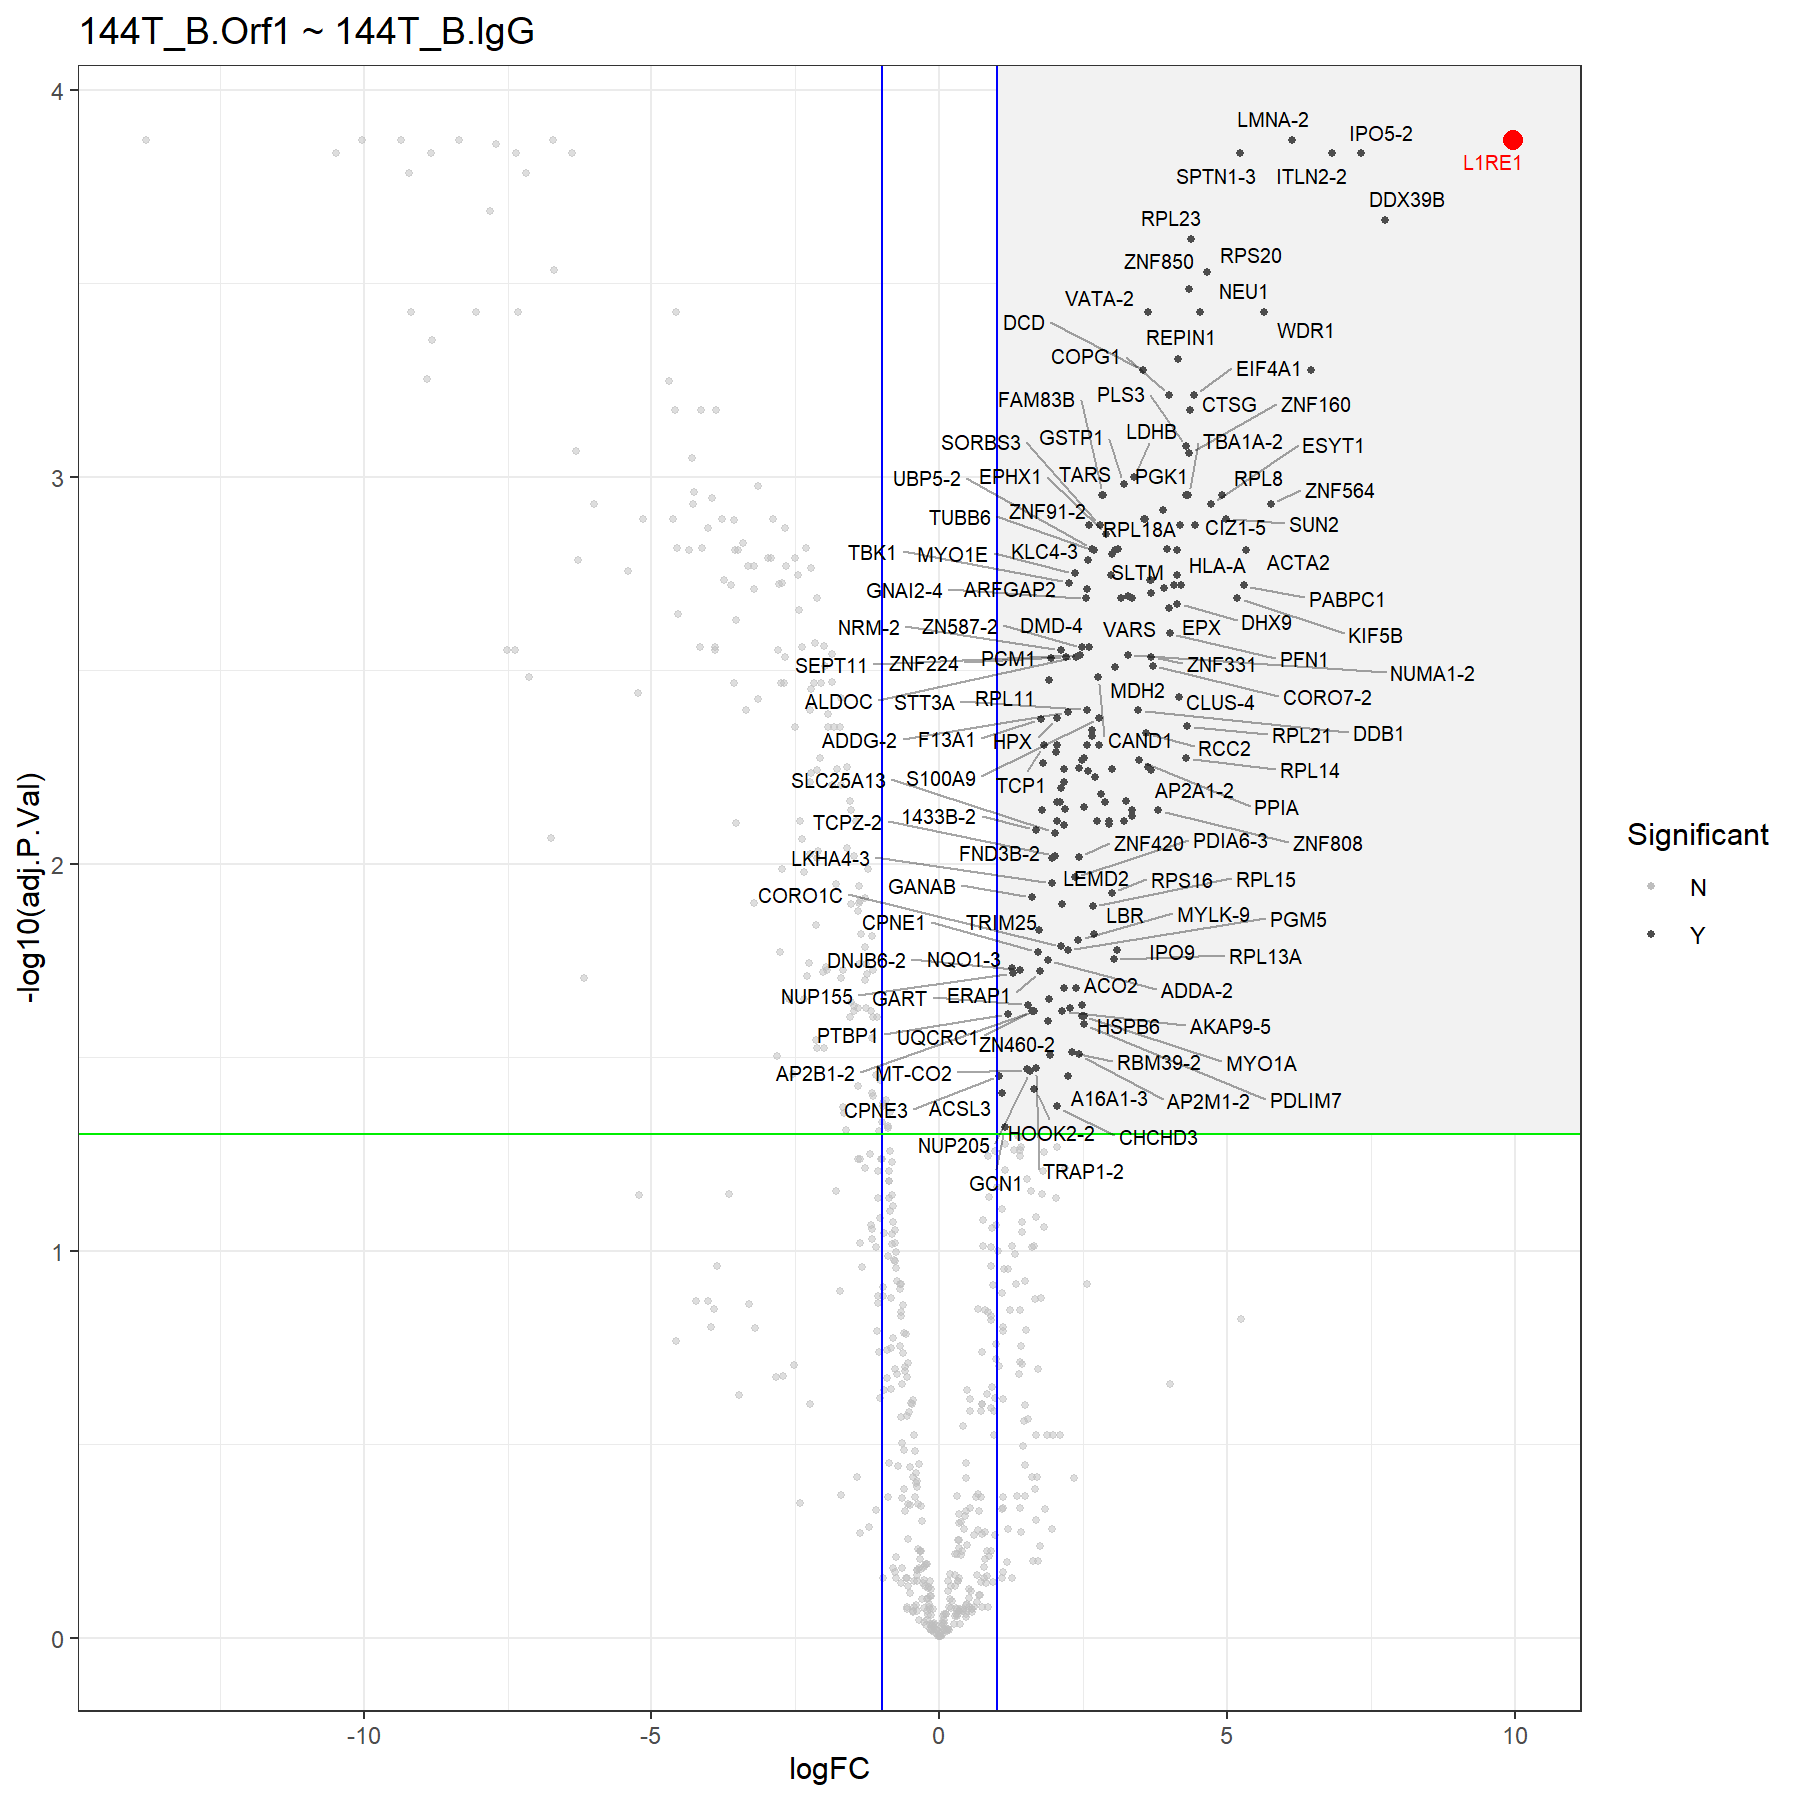 144T_B.Orf1 ~ 144T_B.IgG
4
LMNA-2
IPO5-2
L1RE1
SPTN1-3
ITLN2-2
DDX39B
RPL23
RPS20
ZNF850
NEU1
VATA-2
DCD
WDR1
REPIN1
COPG1
EIF4A1
PLS3
FAM83B
CTSG
ZNF160
LDHB
GSTP1
SORBS3
TBA1A-2
ESYT1
3
UBP5-2
EPHX1
TARS
PGK1
RPL8
ZNF564
ZNF91-2
TUBB6
RPL18A
CIZ1-5
SUN2
TBK1
MYO1E
KLC4-3
ACTA2
SLTM
HLA-A
GNAI2-4
ARFGAP2
PABPC1
NRM-2
ZN587-2
DMD-4
VARS
EPX
DHX9
KIF5B
SEPT11
ZNF224
PCM1
ZNF331
PFN1
NUMA1-2
ALDOC
STT3A
RPL11
MDH2
CLUS-4
CORO7-2
ADDG-2
F13A1
HPX
CAND1
RCC2
RPL21
DDB1
SLC25A13
S100A9
TCP1
RPL14
AP2A1-2
PPIA
TCPZ-2
1433B-2
ZNF420
PDIA6-3
ZNF808
2
LKHA4-3
FND3B-2
GANAB
LEMD2
RPS16
RPL15
CORO1C
CPNE1
TRIM25
LBR
MYLK-9
PGM5
DNJB6-2
NQO1-3
IPO9
RPL13A
NUP155
GART
ERAP1
ACO2
ADDA-2
PTBP1
UQCRC1
ZN460-2
HSPB6
AKAP9-5
AP2B1-2
MT-CO2
RBM39-2
MYO1A
CPNE3
ACSL3
A16A1-3
AP2M1-2
PDLIM7
NUP205
HOOK2-2
CHCHD3
GCN1
TRAP1-2
1
0
-10
-5
0
5
10
logFC
-log10(adj.P.Val)
Significant
N
Y